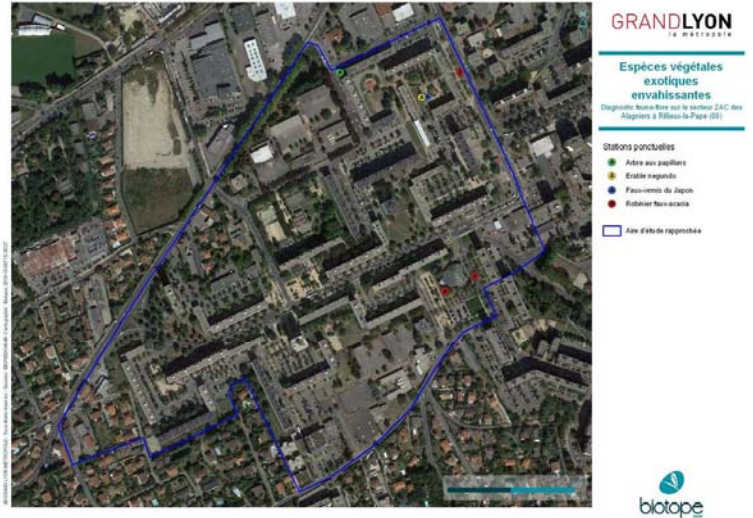 GRANDLYON
la métropole
Espèces végétales
exotiques
envahissantes
Diagnostic faune-flore sur le secteur ZAC des
Alagniers à Rillieux-la-Pape (69)
Stations ponctuelles
Arbre aux papillons
Erable negundo
Faux-vernis du Japon
Robinier faux-acacia
Aire d'étude rapprochée
biotope